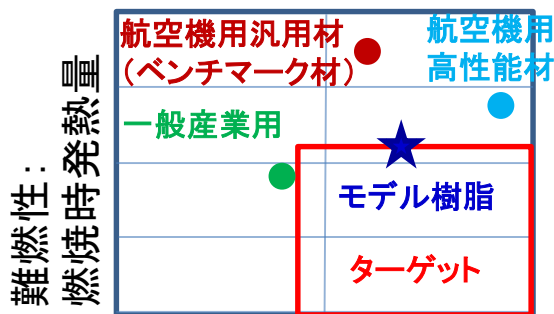 航空機用汎用材
（ベンチマーク材）
航空機用
高性能材
一般産業用
モデル樹脂
ターゲット
難燃性：
燃焼時発熱量